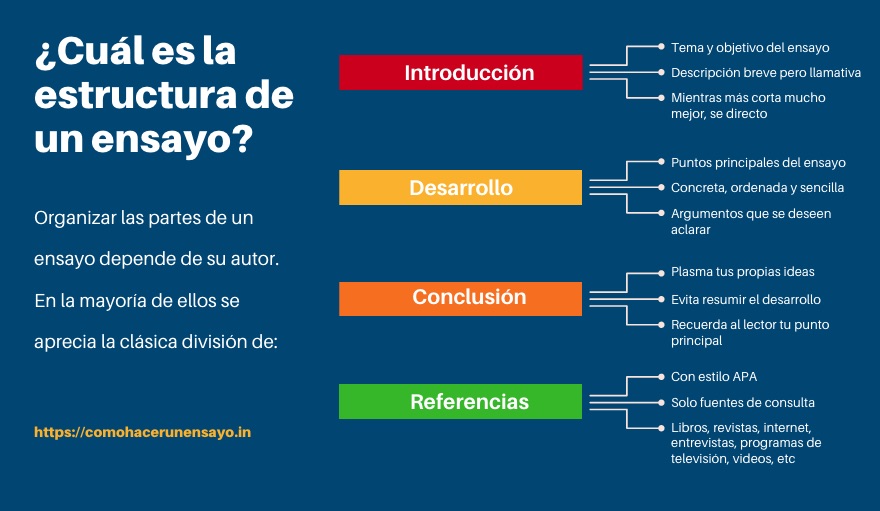 ¿Cuál es la
estructura de
un ensayo?
Organizar las partes de un
ensayo depende de su autor.
En la mayoría de ellos se
aprecia la clásica división de:
https://comohacerunensayo.in
Introducción
Tema y objetivo del ensayo
Descripción breve pero llamativa
Mientras más corta mucho
mejor, se directo
Desarrollo
Puntos principales del ensayo
Concreta, ordenada y sencilla
Argumentos que se deseen
aclarar
Conclusión
Plasma tus propias ideas
Evita resumir el desarrollo
Recuerda al lector tu punto
principal
Referencias
Con estilo APA
Solo fuentes de consulta
Libros, revistas, internet,
entrevistas, programas de
televisión, videos, etc